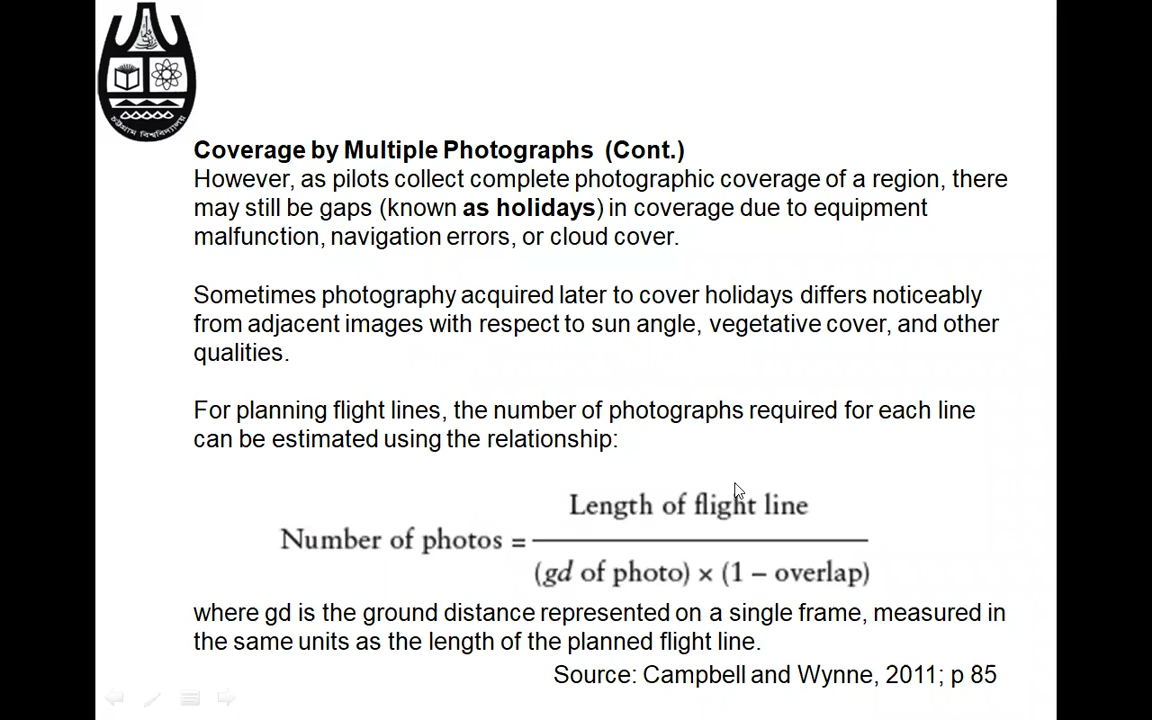 চট্টগ্রাম বিশ্ববিদ্যালয়
Coverage by Multiple Photographs (Cont.)
However, as pilots collect complete photographic coverage of a region, there
may still be gaps (known as holidays) in coverage due to equipment
malfunction, navigation errors, or cloud cover.
Sometimes photography acquired later to cover holidays differs noticeably
from adjacent images with respect to sun angle, vegetative cover, and other
qualities.
For planning flight lines, the number of photographs required for each line
can be estimated using the relationship:
Length of flight line
Number of photos =
(gd of photo) × (1 – overlap)
where gd is the ground distance represented on a single frame, measured in
the same units as the length of the planned flight line.
Source: Campbell and Wynne, 2011; p 85